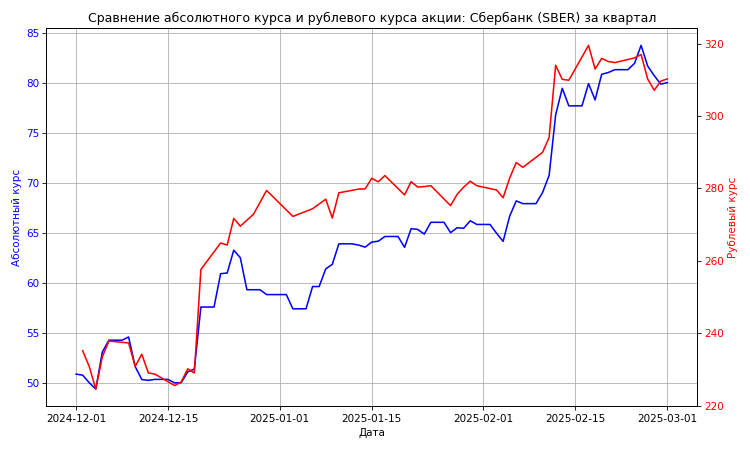 Сравнение абсолютного курса и рублевого курса акции: Сбербанк (SBER) за квартал
85
80
75
70
65
60
55
50
Абсолютный курс
320
300
280
260
240
220
Рублевый курс
2024-12-01 2024-12-15 2025-01-01 2025-01-15 2025-02-01 2025-02-15 2025-03-01
Дата